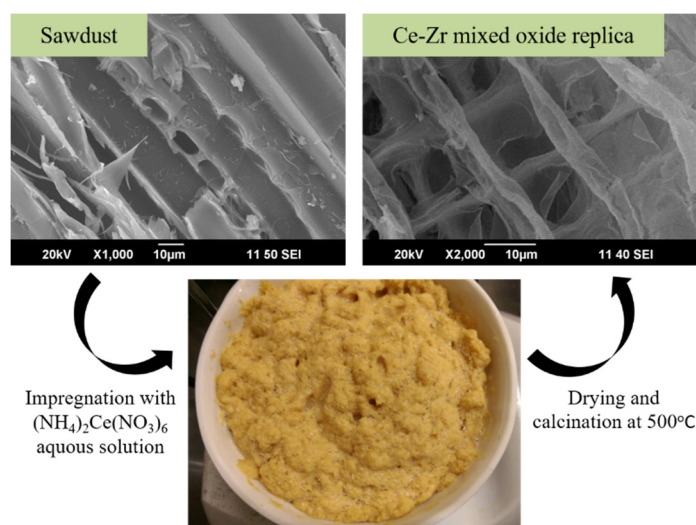 Sawdust
Ce-Zr mixed oxide replica
20kV X1,000 10µm 11 50 SEI
20kV X2,000 10µm 11 40 SEI
Impregnation with
(NH₄)₂Ce(NO₃)₆
aquous solution
Drying and
calcination at 500°C